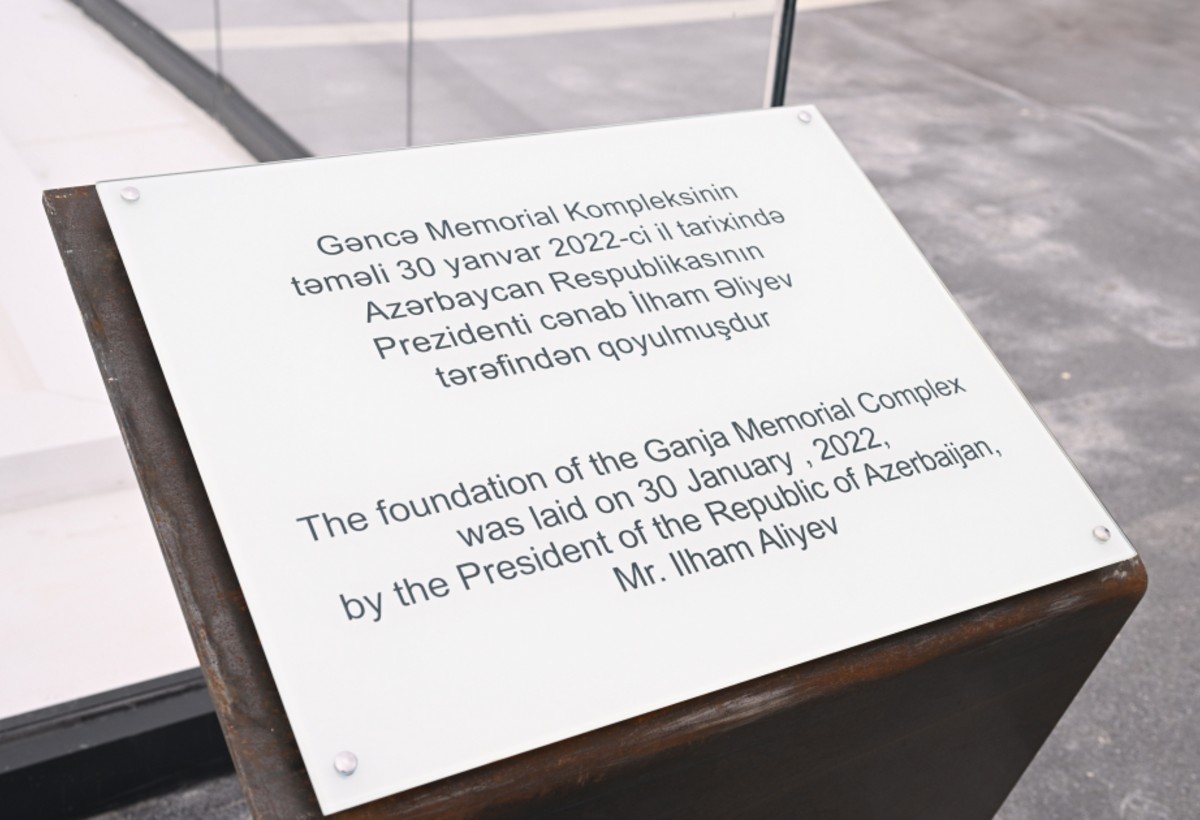 Gəncə Memorial Kompleksinin
təməli 30 yanvar 2022-ci il tarixində
Azərbaycan Respublikasının
Prezidenti cənab İlham Əliyev
tərəfindən qoyulmuşdur
The foundation of the Ganja Memorial Complex
was laid on 30 January , 2022,
by the President of the Republic of Azerbaijan,
Mr. Ilham Aliyev